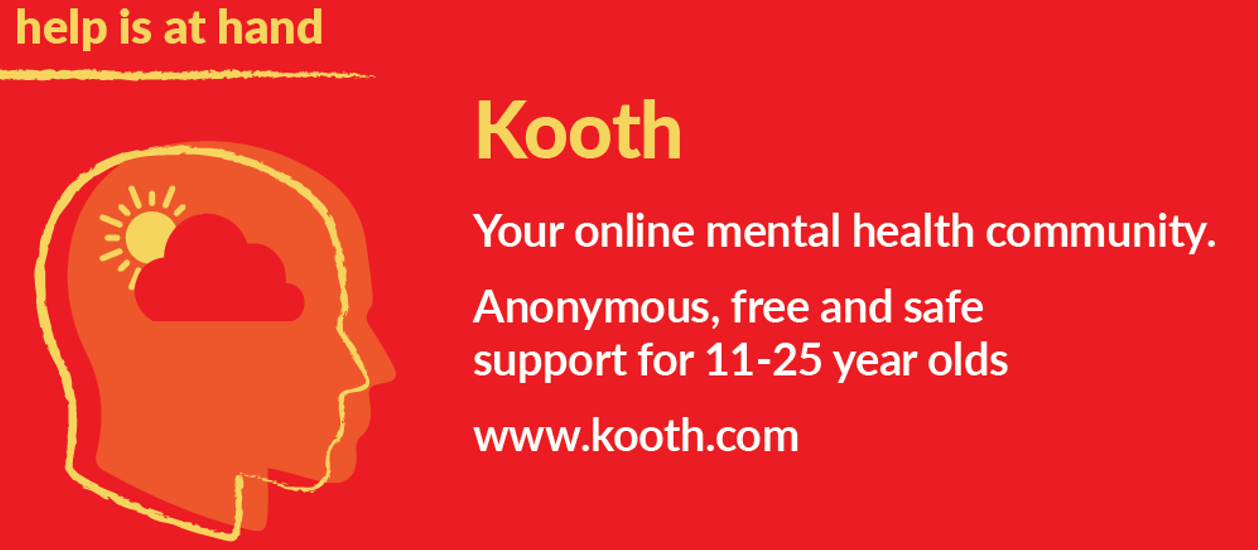 help is at hand
Kooth
Your online mental health community.
Anonymous, free and safe
support for 11-25 year olds
www.kooth.com